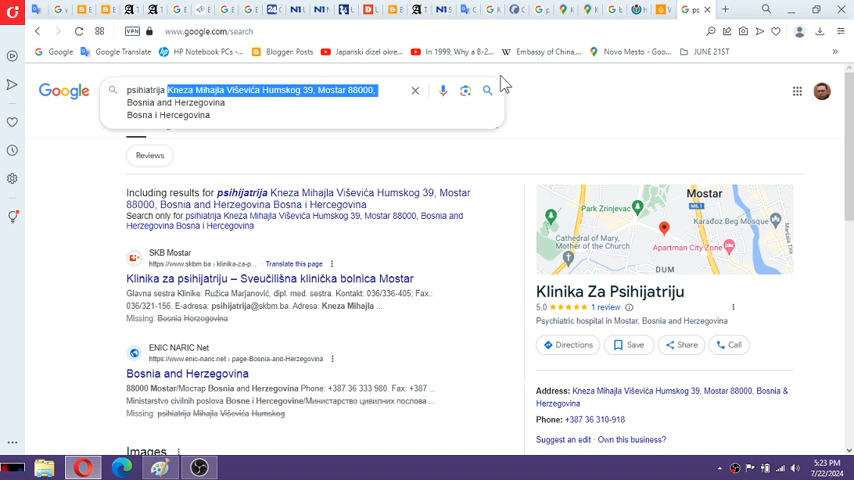 www.google.com/search
Google
Google Translate
HP Notebook PCs -...
Blogger: Posts
Japanski dizel okre...
In 1999, Why a B-2...
Embassy of China,...
Novo Mesto - Goog...
JUNE 21ST
Google
psihiatrija Kneza Mihajla Viševića Humskog 39, Mostar 88000,
Bosnia and Herzegovina
Bosna i Hercegovina
Reviews
Including results for psihijatrija Kneza Mihajla Viševića Humskog 39, Mostar
88000, Bosnia and Herzegovina Bosna i Hercegovina
Search only for psihiatrija Kneza Mihajla Viševića Humskog 39, Mostar 88000, Bosnia and
Herzegovina Bosna i Hercegovina
SKB Mostar
https://www.skbm.ba › klinika-za-p... · Translate this page
Klinika za psihijatriju – Sveučilišna klinička bolnica Mostar
Glavna sestra Klinike: Ružica Marjanović, dipl. med. sestra. Kontakt: 036/336-405; Fax.:
036/321-156. E-adresa: psihijatrija@skbm.ba. Adresa: Kneza Mihajla ...
Missing: Bosnia Herzegovina
ENIC NARIC Net
https://www.enic-naric.net › page-Bosnia-and-Herzegovina
Bosnia and Herzegovina
88000 Mostar/Мостар Bosnia and Herzegovina Phone: +387 36 333 980. Fax: +387 ...
Ministarstvo civilnih poslova Bosne i Hercegovine/Министарство цивилних послова ...
Missing: psihiatrija Mihajla Viševića Humskog
Images
Mostar
Park Zrinjevac
M6.1
Karađoz Beg Mosque
Cathedral of Mary,
Mother of the Church
Apartman City Zone
DUM
Klinika Za Psihijatriju
5.0 1 review
Psychiatric hospital in Mostar, Bosnia and Herzegovina
Directions
Save
Share
Call
Address: Kneza Mihajla Viševića Humskog 39, Mostar 88000, Bosnia &
Herzegovina
Phone: +387 36 310-918
Suggest an edit · Own this business?
5:23 PM
7/22/2024